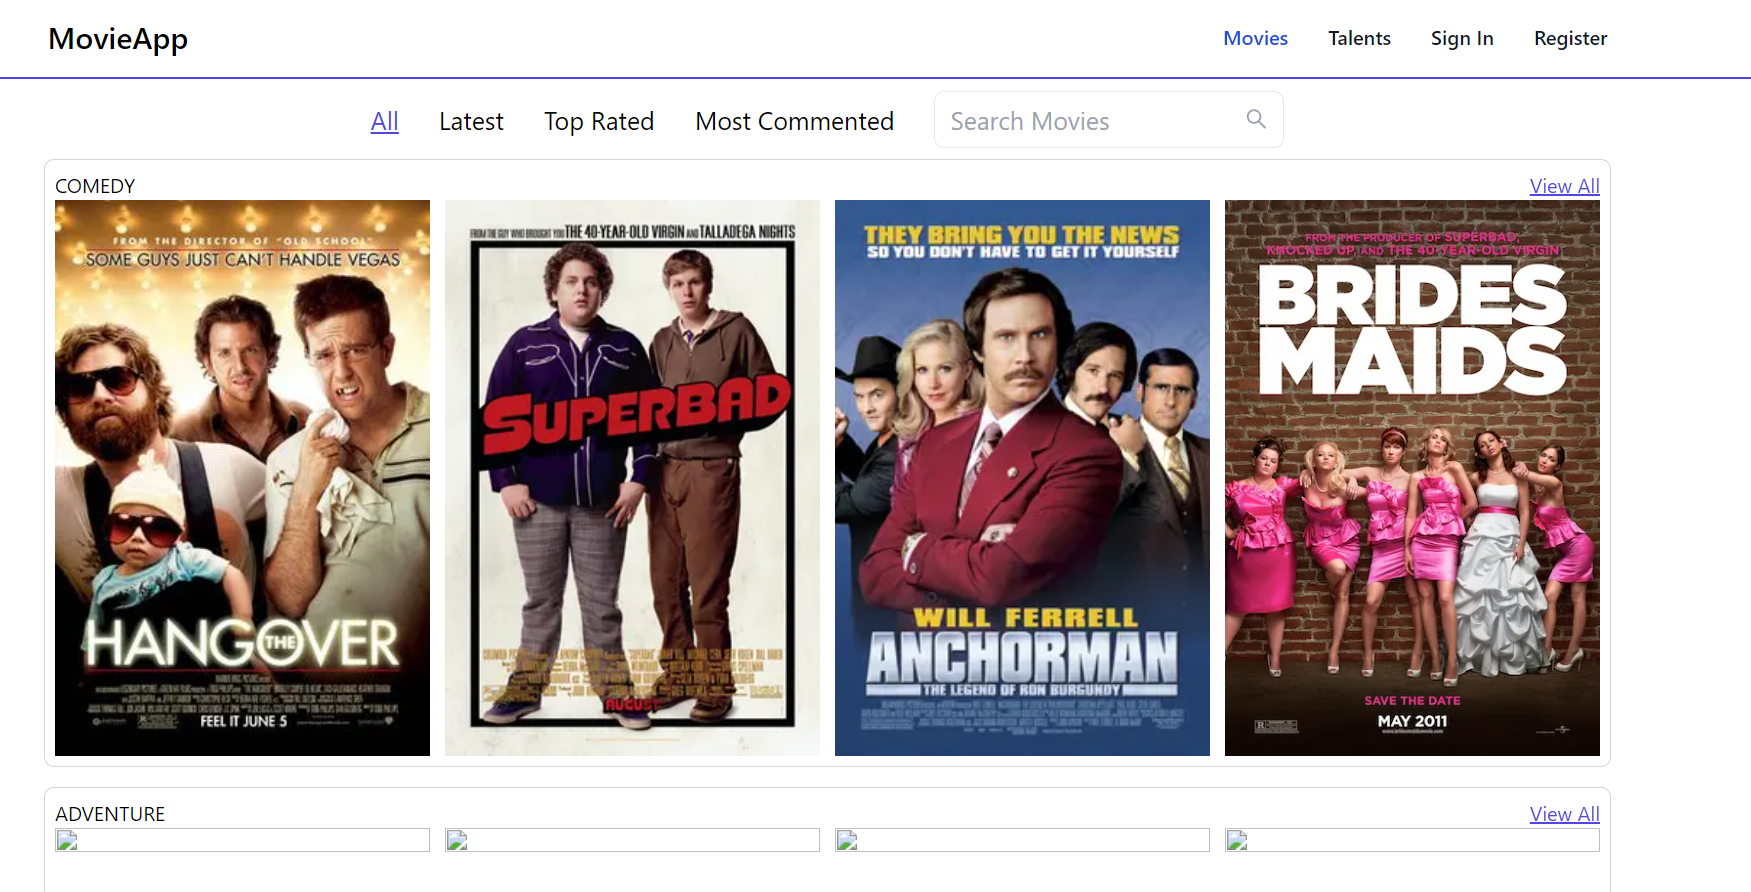 MovieApp
Movies
Talents
Sign In
Register
All
Latest
Top Rated
Most Commented
Search Movies
COMEDY
View All
FROM THE DIRECTOR OF "OLD SCHOOL"
SOME GUYS JUST CAN'T HANDLE VEGAS
THE HANGOVER
FEEL IT JUNE 5
FROM THE GUY WHO BROUGHT YOU THE 40-YEAR-OLD VIRGIN AND TALLADEGA NIGHTS
SUPERBAD
AUGUST
THEY BRING YOU THE NEWS
SO YOU DON'T HAVE TO GET IT YOURSELF
WILL FERRELL
ANCHORMAN
THE LEGEND OF RON BURGUNDY
FROM THE PRODUCER OF SUPERBAD,
KNOCKED UP, AND THE 40-YEAR-OLD VIRGIN
BRIDES
MAIDS
SAVE THE DATE
MAY 2011
ADVENTURE
View All